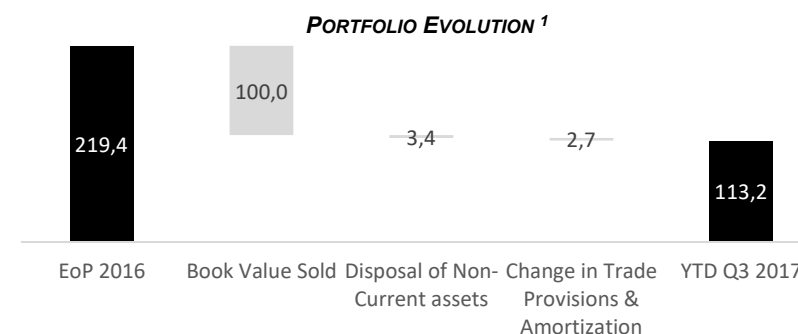 PORTFOLIO EVOLUTION 1
100,0
219,4
3,4
2,7
113,2
EoP 2016
Book Value Sold
Disposal of Non-
Current assets
Change in Trade
Provisions &
Amortization
YTD Q3 2017